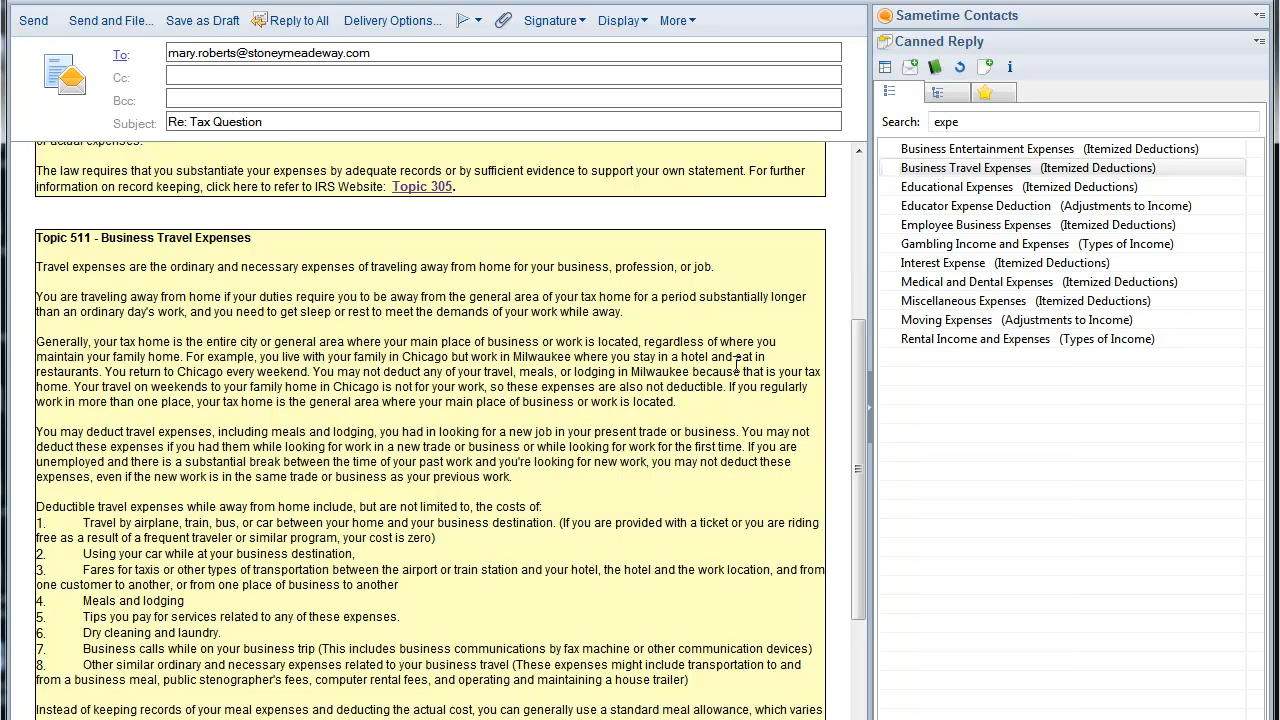 Send
Send and File...
Save as Draft
Reply to All
Delivery Options...
Signature
Display
More
To:
mary.roberts@stoneymeadeway.com
Cc:
Bcc:
Subject:
Re: Tax Question
or actual expenses.
The law requires that you substantiate your expenses by adequate records or by sufficient evidence to support your own statement. For further
information on record keeping, click here to refer to IRS Website: Topic 305.
Topic 511 - Business Travel Expenses
Travel expenses are the ordinary and necessary expenses of traveling away from home for your business, profession, or job.
You are traveling away from home if your duties require you to be away from the general area of your tax home for a period substantially longer
than an ordinary day's work, and you need to get sleep or rest to meet the demands of your work while away.
Generally, your tax home is the entire city or general area where your main place of business or work is located, regardless of where you
maintain your family home. For example, you live with your family in Chicago but work in Milwaukee where you stay in a hotel and eat in
restaurants. You return to Chicago every weekend. You may not deduct any of your travel, meals, or lodging in Milwaukee because that is your tax
home. Your travel on weekends to your family home in Chicago is not for your work, so these expenses are also not deductible. If you regularly
work in more than one place, your tax home is the general area where your main place of business or work is located.
You may deduct travel expenses, including meals and lodging, you had in looking for a new job in your present trade or business. You may not
deduct these expenses if you had them while looking for work in a new trade or business or while looking for work for the first time. If you are
unemployed and there is a substantial break between the time of your past work and you're looking for new work, you may not deduct these
expenses, even if the new work is in the same trade or business as your previous work.
Deductible travel expenses while away from home include, but are not limited to, the costs of:
1. Travel by airplane, train, bus, or car between your home and your business destination. (If you are provided with a ticket or you are riding
free as a result of a frequent traveler or similar program, your cost is zero)
2. Using your car while at your business destination,
3. Fares for taxis or other types of transportation between the airport or train station and your hotel, the hotel and the work location, and from
one customer to another, or from one place of business to another
4. Meals and lodging
5. Tips you pay for services related to any of these expenses.
6. Dry cleaning and laundry.
7. Business calls while on your business trip (This includes business communications by fax machine or other communication devices)
8. Other similar ordinary and necessary expenses related to your business travel (These expenses might include transportation to and
from a business meal, public stenographer's fees, computer rental fees, and operating and maintaining a house trailer)
Instead of keeping records of your meal expenses and deducting the actual cost, you can generally use a standard meal allowance, which varies
Sametime Contacts
Canned Reply
Search: expe
Business Entertainment Expenses (Itemized Deductions)
Business Travel Expenses (Itemized Deductions)
Educational Expenses (Itemized Deductions)
Educator Expense Deduction (Adjustments to Income)
Employee Business Expenses (Itemized Deductions)
Gambling Income and Expenses (Types of Income)
Interest Expense (Itemized Deductions)
Medical and Dental Expenses (Itemized Deductions)
Miscellaneous Expenses (Itemized Deductions)
Moving Expenses (Adjustments to Income)
Rental Income and Expenses (Types of Income)